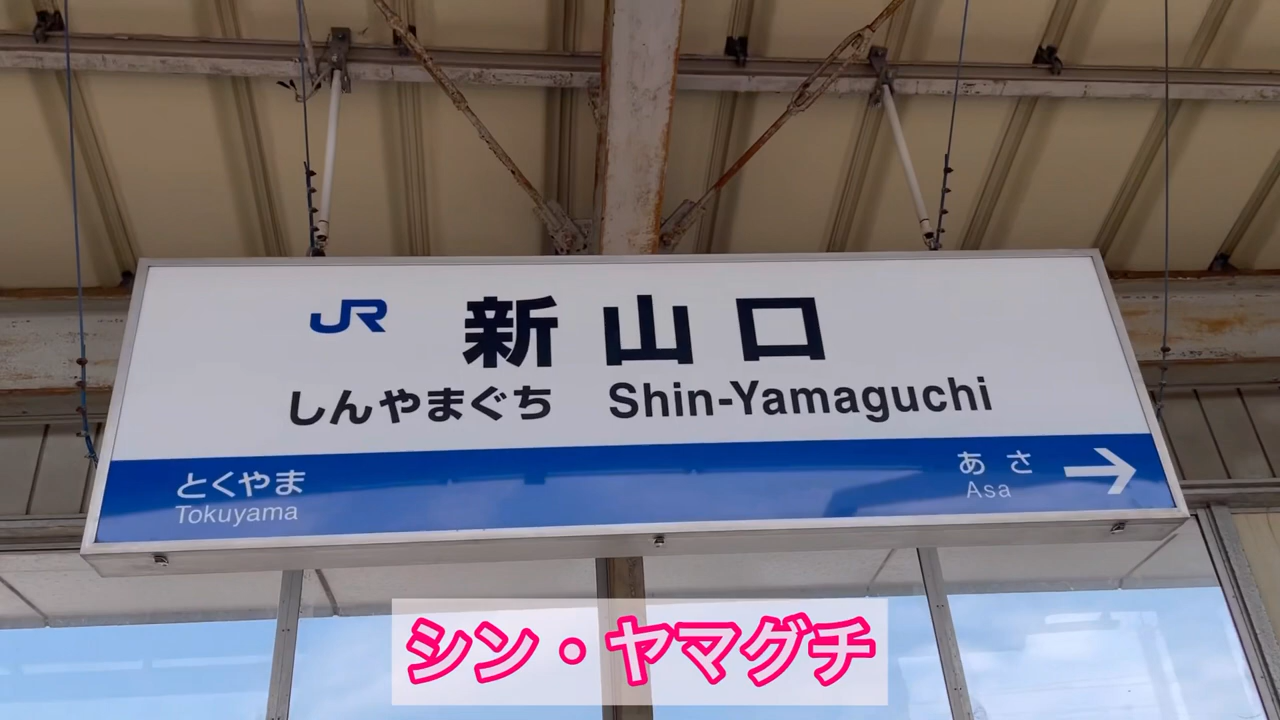 JR 新山口
しんやまぐち Shin-Yamaguchi
とくやま
Tokuyama
あさ →
Asa
シン・ヤマグチ